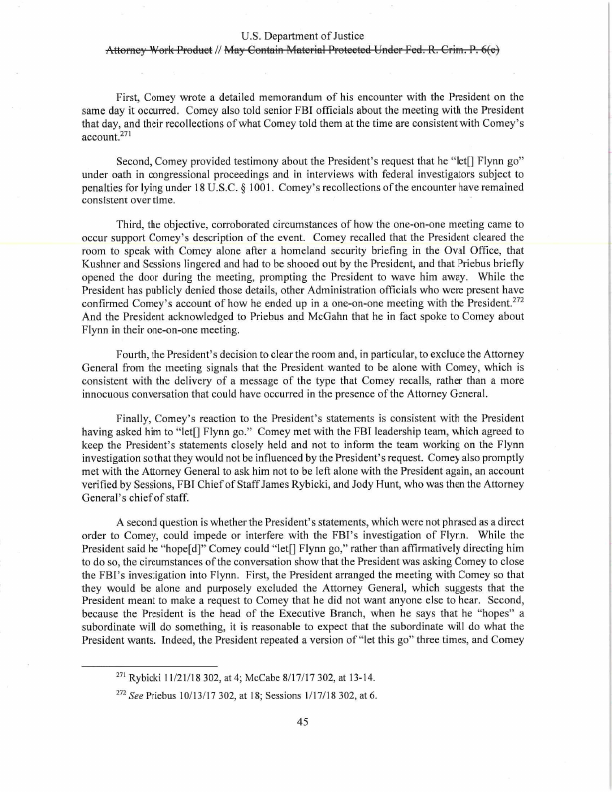 U.S. Department of Justice
Attorney Work Product // May Contain Material Protected Under Fed. R. Crim. P. 6(e)
First, Comey wrote a detailed memorandum of his encounter with the President on the
same day it occurred. Comey also told senior FBI officials about the meeting with the President
that day, and their recollections of what Comey told them at the time are consistent with Comey's
account.271
Second, Comey provided testimony about the President's request that he "let[] Flynn go"
under oath in congressional proceedings and in interviews with federal investigators subject to
penalties for lying under 18 U.S.C. § 1001. Comey's recollections of the encounter have remained
consistent over time.
Third, the objective, corroborated circumstances of how the one-on-one meeting came to
occur support Comey's description of the event. Comey recalled that the President cleared the
room to speak with Comey alone after a homeland security briefing in the Oval Office, that
Kushner and Sessions lingered and had to be shooed out by the President, and that Priebus briefly
opened the door during the meeting, prompting the President to wave him away. While the
President has publicly denied those details, other Administration officials who were present have
confirmed Comey's account of how he ended up in a one-on-one meeting with the President.272
And the President acknowledged to Priebus and McGahn that he in fact spoke to Comey about
Flynn in their one-on-one meeting.
Fourth, the President's decision to clear the room and, in particular, to exclude the Attorney
General from the meeting signals that the President wanted to be alone with Comey, which is
consistent with the delivery of a message of the type that Comey recalls, rather than a more
innocuous conversation that could have occurred in the presence of the Attorney General.
Finally, Comey's reaction to the President's statements is consistent with the President
having asked him to "let[] Flynn go." Comey met with the FBI leadership team, which agreed to
keep the President's statements closely held and not to inform the team working on the Flynn
investigation so that they would not be influenced by the President's request. Comey also promptly
met with the Attorney General to ask him not to be left alone with the President again, an account
verified by Sessions, FBI Chief of Staff James Rybicki, and Jody Hunt, who was then the Attorney
General's chief of staff.
A second question is whether the President's statements, which were not phrased as a direct
order to Comey, could impede or interfere with the FBI's investigation of Flynn. While the
President said he "hope[d]" Comey could "let[] Flynn go," rather than affirmatively directing him
to do so, the circumstances of the conversation show that the President was asking Comey to close
the FBI's investigation into Flynn. First, the President arranged the meeting with Comey so that
they would be alone and purposely excluded the Attorney General, which suggests that the
President meant to make a request to Comey that he did not want anyone else to hear. Second,
because the President is the head of the Executive Branch, when he says that he "hopes" a
subordinate will do something, it is reasonable to expect that the subordinate will do what the
President wants. Indeed, the President repeated a version of "let this go" three times, and Comey
271 Rybicki 11/21/18 302, at 4; McCabe 8/17/17 302, at 13-14.
272 See Priebus 10/13/17 302, at 18; Sessions 1/17/18 302, at 6.
45